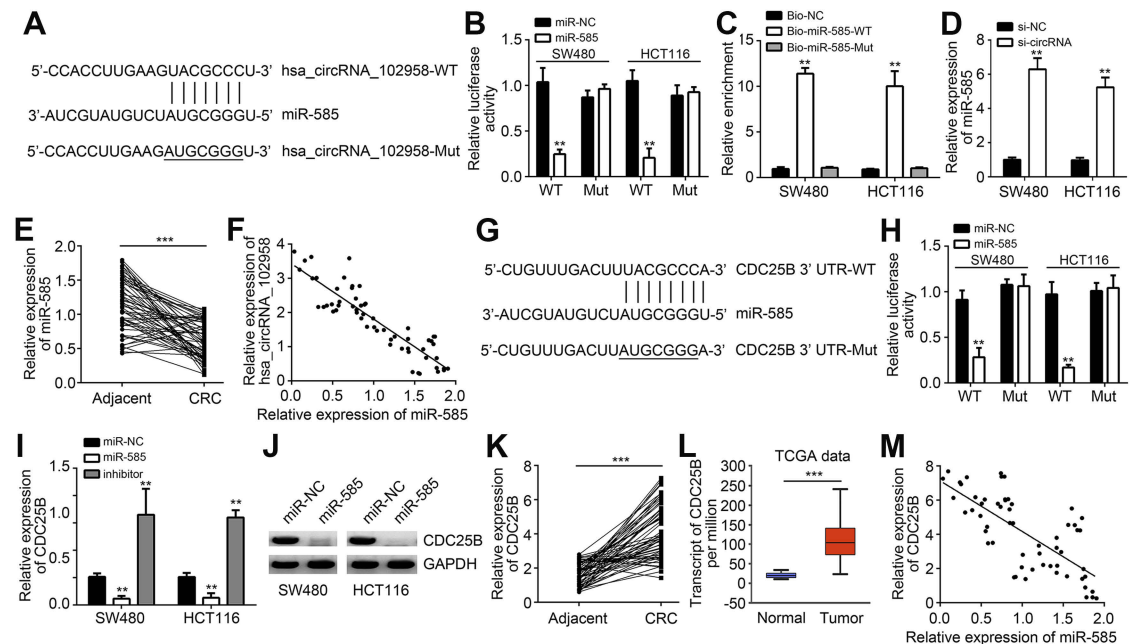 A
5'-CCACCUUGAAGUACGCCCU-3' hsa_circRNA_102958-WT
3'-AUCGUAUGUCUAUGCGGGU-5' miR-585
5'-CCACCUUGAAGAUGCGGGU-3' hsa_circRNA_102958-Mut
B
miR-NC
miR-585
SW480 HCT116
Relative luciferase
activity
1.5
1.0
0.5
0.0
** **
WT Mut WT Mut
C
Bio-NC
Bio-miR-585-WT
Bio-miR-585-Mut
Relative enrichment
15
10
5
0
** **
SW480 HCT116
D
si-NC
si-circRNA
Relative expression
of miR-585
8
6
4
2
0
** **
SW480 HCT116
E
Relative expression
of miR-585
2.0
1.5
1.0
0.5
0.0
***
Adjacent CRC
F
Relative expression of
hsa_circRNA_102958
4
3
2
1
0
0.0 0.5 1.0 1.5 2.0
Relative expression of miR-585
G
5'-CUGUUUGACUUUACGCCCA-3' CDC25B 3' UTR-WT
3'-AUCGUAUGUCUAUGCGGGU-5' miR-585
5'-CUGUUUGACUUAUGCGGGA-3' CDC25B 3' UTR-Mut
H
miR-NC
miR-585
SW480 HCT116
Relative luciferase
activity
1.5
1.0
0.5
0.0
** **
WT Mut WT Mut
I
miR-NC
miR-585
inhibitor
Relative expression
of CDC25B
1.5
1.0
0.5
0.0
** ** ** **
SW480 HCT116
J
miR-NC miR-585 miR-NC miR-585
CDC25B
GAPDH
SW480 HCT116
K
Relative expression
of CDC25B
8
6
4
2
0
***
Adjacent CRC
L
TCGA data
Transcript of CDC25B
per million
300
250
200
150
100
50
0
-50
***
Normal Tumor
M
Relative expression
of CDC25B
8
6
4
2
0
0.0 0.5 1.0 1.5 2.0
Relative expression of miR-585